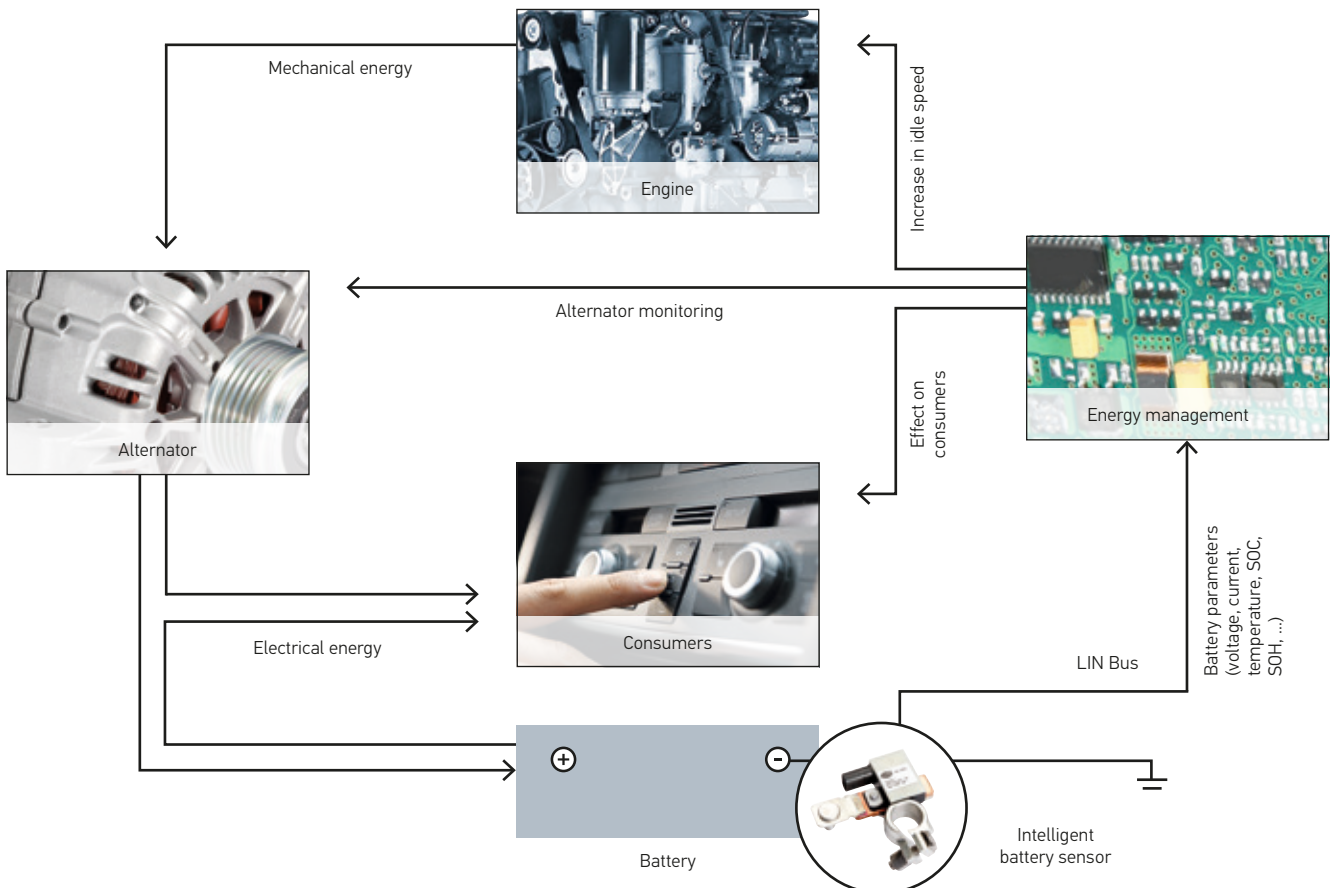 Mechanical energy
Engine
Increase in idle speed
Alternator monitoring
Alternator
Energy management
Effect on
consumers
Consumers
Electrical energy
Battery parameters
(voltage, current,
temperature, SOC,
SOH, ...)
LIN Bus
+
-
Battery
Intelligent
battery sensor